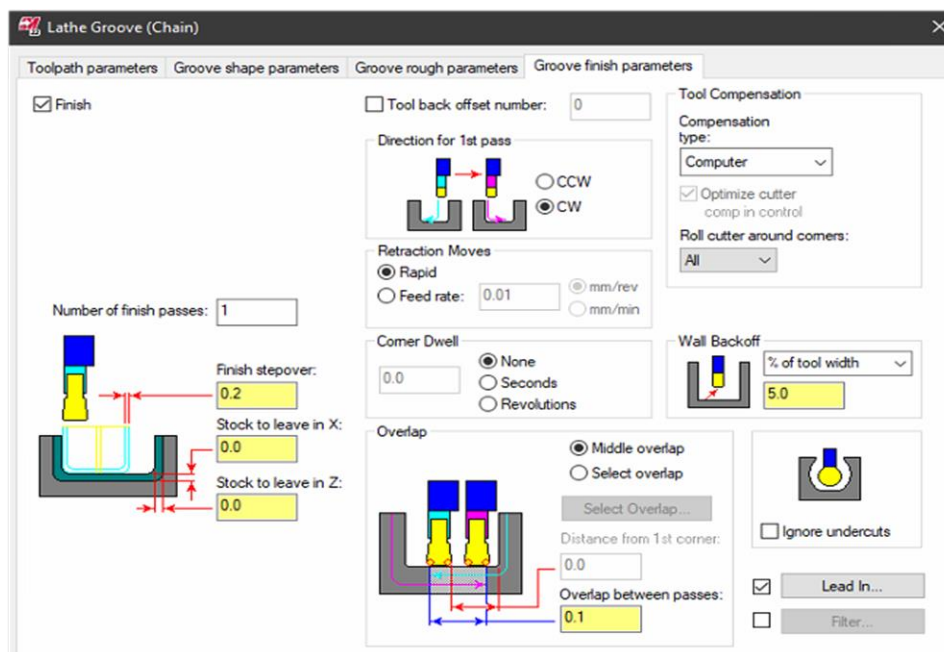 Lathe Groove (Chain)
Toolpath parameters Groove shape parameters Groove rough parameters Groove finish parameters
Finish
Number of finish passes: 1
Finish stepover:
0.2
Stock to leave in X:
0.0
Stock to leave in Z:
0.0
Tool back offset number: 0
Direction for 1st pass
CCW
CW
Retraction Moves
Rapid
Feed rate: 0.01
mm/rev
mm/min
Corner Dwell
0.0
None
Seconds
Revolutions
Overlap
Middle overlap
Select overlap
Select Overlap...
Distance from 1st corner:
0.0
Overlap between passes:
0.1
Tool Compensation
Compensation
type:
Computer
Optimize cutter
comp in control
Roll cutter around corners:
All
Wall Backoff
% of tool width
5.0
Ignore undercuts
Lead In...
Filter...